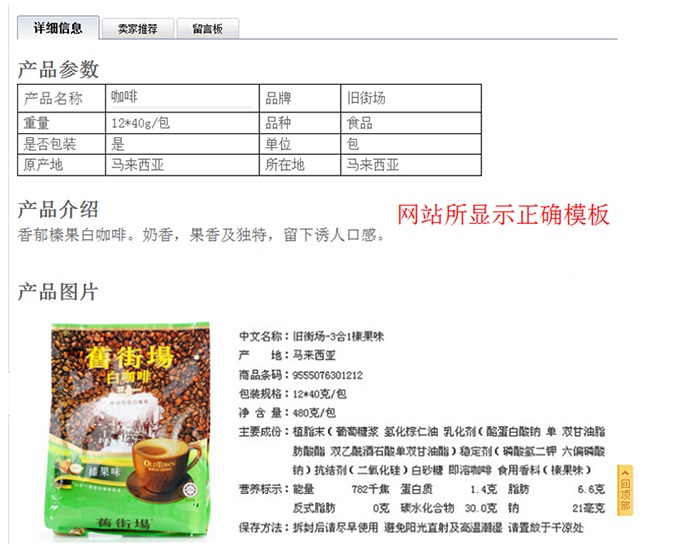 详细信息 卖家推荐 留言板
产品参数
产品名称 咖啡 品牌 旧街场
重量 12*40g/包 品种 食品
是否包装 是 单位 包
原产地 马来西亚 所在地 马来西亚
产品介绍
网站所显示正确模板
香郁榛果白咖啡。奶香，果香及独特，留下诱人口感。
产品图片
舊街場
白咖啡
榛果味
OLDTOWN
WHITE COFFEE
舊街場
中文名称：旧街场-3合1榛果味
产 地：马来西亚
商品条码：9555076301212
包装规格：12*40克/包
净 含 量：480克/包
主要成份：植脂末（葡萄糖浆 氢化棕仁油 乳化剂（酪蛋白酸钠 单 双甘油脂
肪酸酯 双乙酰酒石酸单双甘油酯）稳定剂（磷酸氢二钾 六偏磷酸
钠）抗结剂（二氧化硅）白砂糖 即溶咖啡 食用香料（榛果味）
营养标示：能量 782千焦 蛋白质 1.4克 脂肪 6.6克
反式脂肪 0克 碳水化合物 30.0克 钠 21毫克
保存方法：拆封后请尽早使用 避免阳光直射及高温潮湿 请置放于干凉处
回顶部